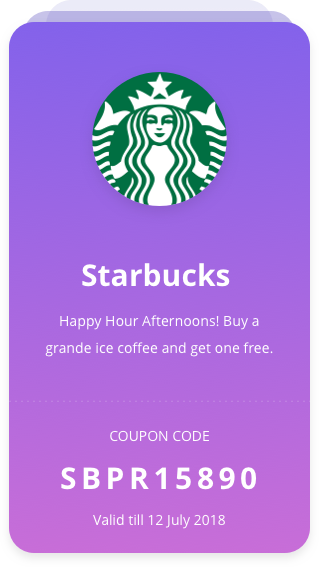 Starbucks
Happy Hour Afternoons! Buy a
grande ice coffee and get one free.
COUPON CODE
SBPR15890
Valid till 12 July 2018